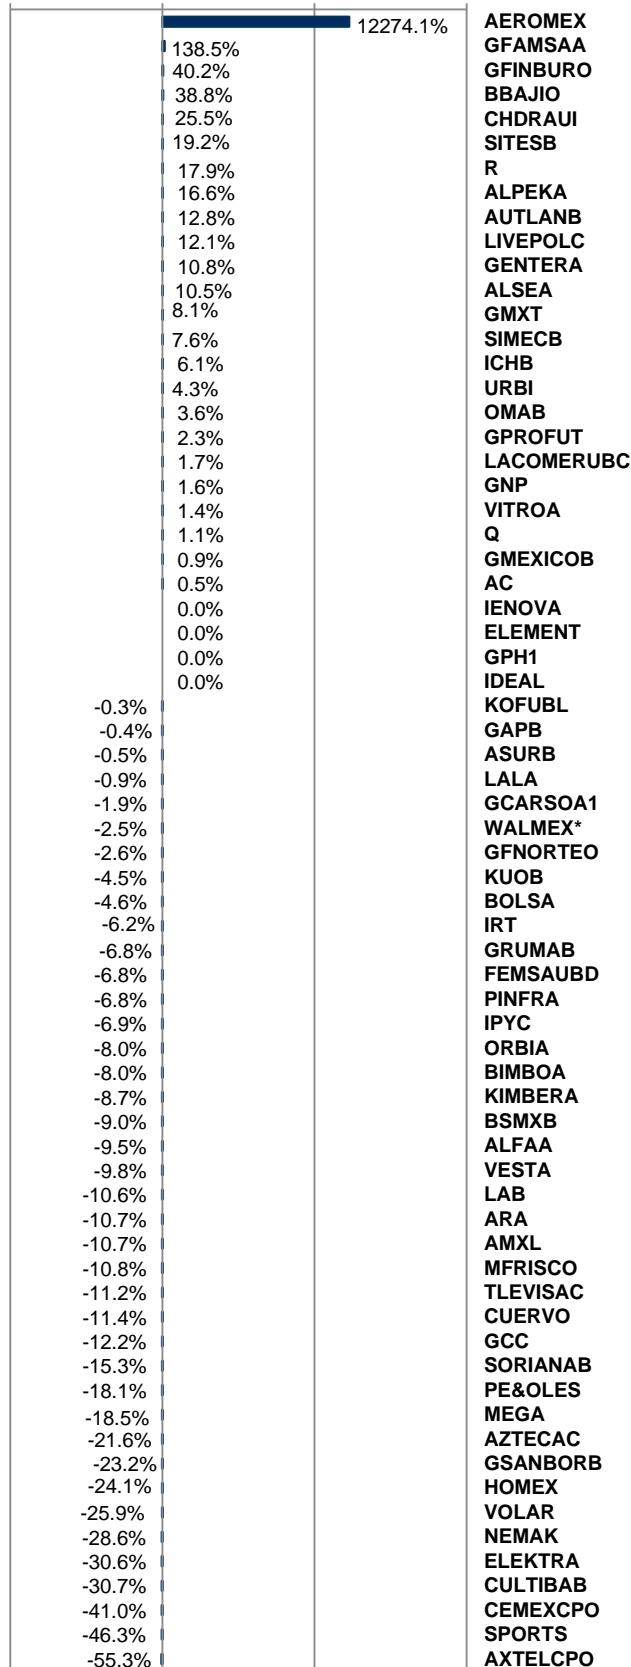 12274.1% AEROMEX
138.5% GFAMSAA
40.2% GFINBURO
38.8% BBAJIO
25.5% CHDRAUI
19.2% SITESB
17.9% R
16.6% ALPEKA
12.8% AUTLANB
12.1% LIVEPOLC
10.8% GENTERA
10.5% ALSEA
8.1% GMXT
7.6% SIMECB
6.1% ICHB
4.3% URBI
3.6% OMAB
2.3% GPROFUT
1.7% LACOMERUBC
1.6% GNP
1.4% VITROA
1.1% Q
0.9% GMEXICOB
0.5% AC
0.0% IENOVA
0.0% ELEMENT
0.0% GPH1
0.0% IDEAL
-0.3% KOFUBL
-0.4% GAPB
-0.5% ASURB
-0.9% LALA
-1.9% GCARSOA1
-2.5% WALMEX*
-2.6% GFNORTEO
-4.5% KUOB
-4.6% BOLSA
-6.2% IRT
-6.8% GRUMAB
-6.8% FEMSAUBD
-6.8% PINFRA
-6.9% IPYC
-8.0% ORBIA
-8.0% BIMBOA
-8.7% KIMBERA
-9.0% BSMXB
-9.5% ALFAA
-9.8% VESTA
-10.6% LAB
-10.7% ARA
-10.7% AMXL
-10.8% MFRISCO
-11.2% TLEVISAC
-11.4% CUERVO
-12.2% GCC
-15.3% SORIANAB
-18.1% PE&OLES
-18.5% MEGA
-21.6% AZTECAC
-23.2% GSANBORB
-24.1% HOMEX
-25.9% VOLAR
-28.6% NEMAK
-30.6% ELEKTRA
-30.7% CULTIBAB
-41.0% CEMEXCPO
-46.3% SPORTS
-55.3% AXTELCPO